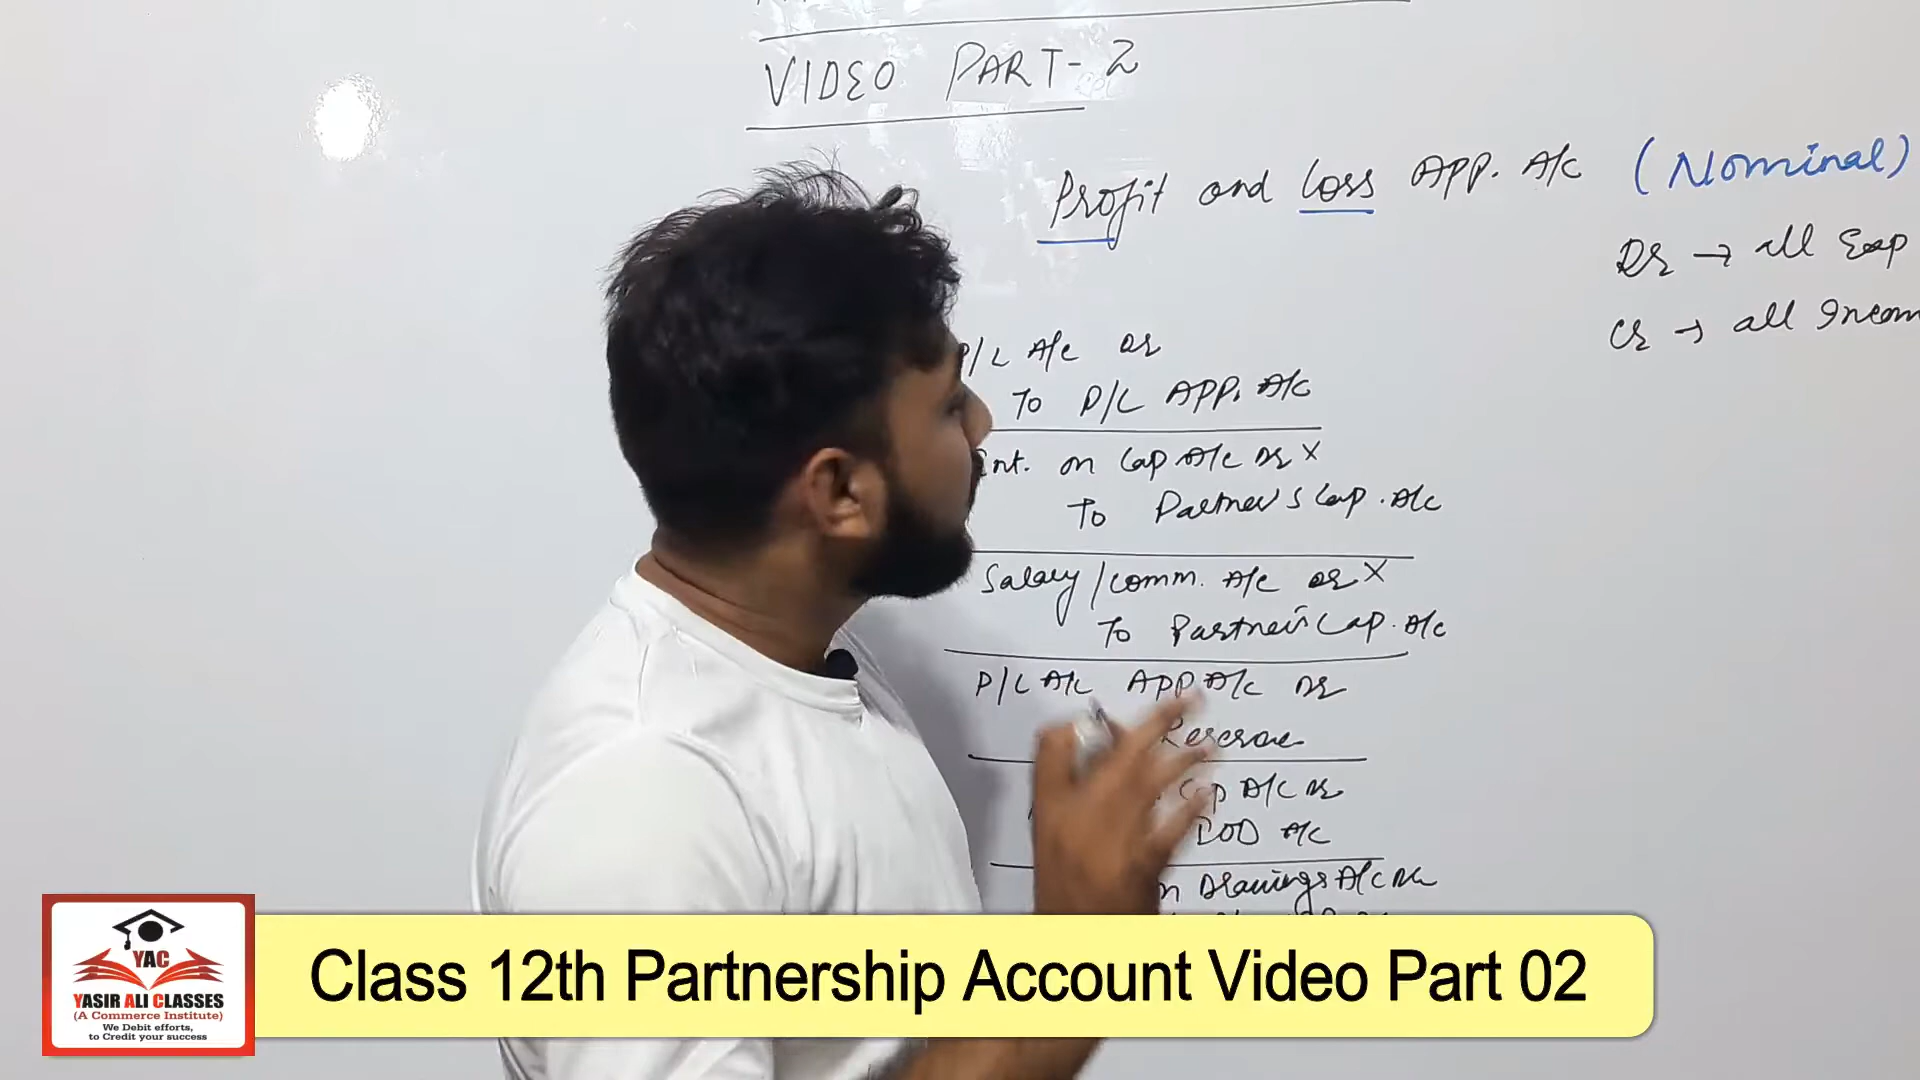 VIDEO PART-2
Profit and Loss APP. A/c (Nominal)
Dr → all Exp
Cr → all Incom
P/L A/c Dr
To P/L APP. A/c
Int. on Cap A/c Dr X
To Partner's Cap. A/c
Salary/Comm. A/c Dr X
To Partner's Cap. A/c
P/L A/c APP A/c Dr
Reserve
Cap A/c Dr
IOD A/c
n Drawings A/c Dr
YAC
YASIR ALI CLASSES
(A Commerce Institute)
We Debit efforts,
to Credit your success
Class 12th Partnership Account Video Part 02